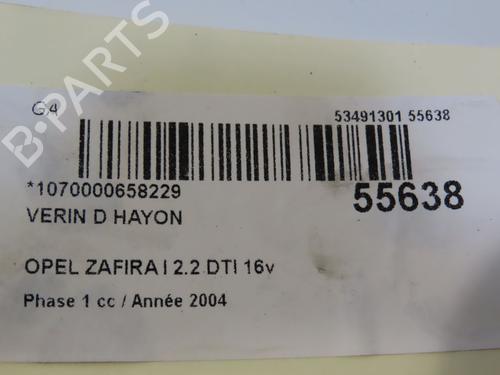 G4
53491301 55638
*1070000658229
55638
VERIN D HAYON
OPEL ZAFIRA I 2.2 DTI 16v
Phase 1 cc / Année 2004
B-PARTS